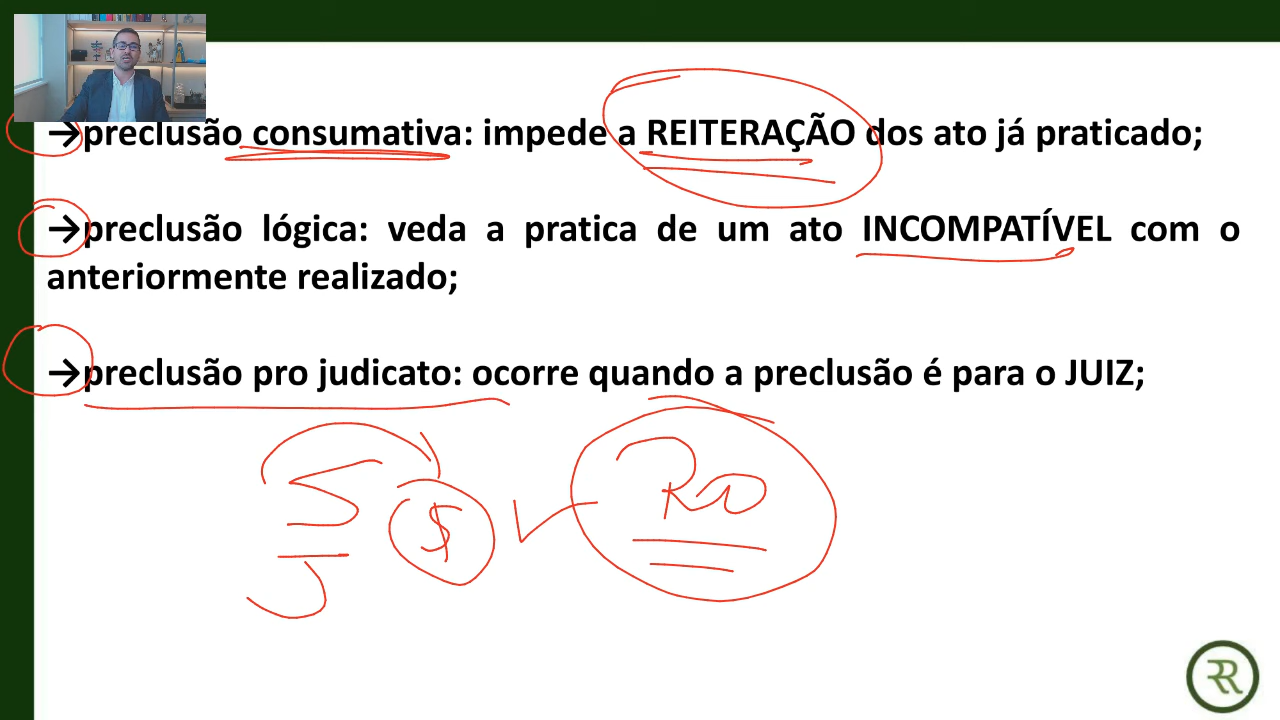 →preclusão consumativa: impede a REITERAÇÃO dos ato já praticado;
→preclusão lógica: veda a pratica de um ato INCOMPATÍVEL com o
anteriormente realizado;
→preclusão pro judicato: ocorre quando a preclusão é para o JUIZ;
$
RO